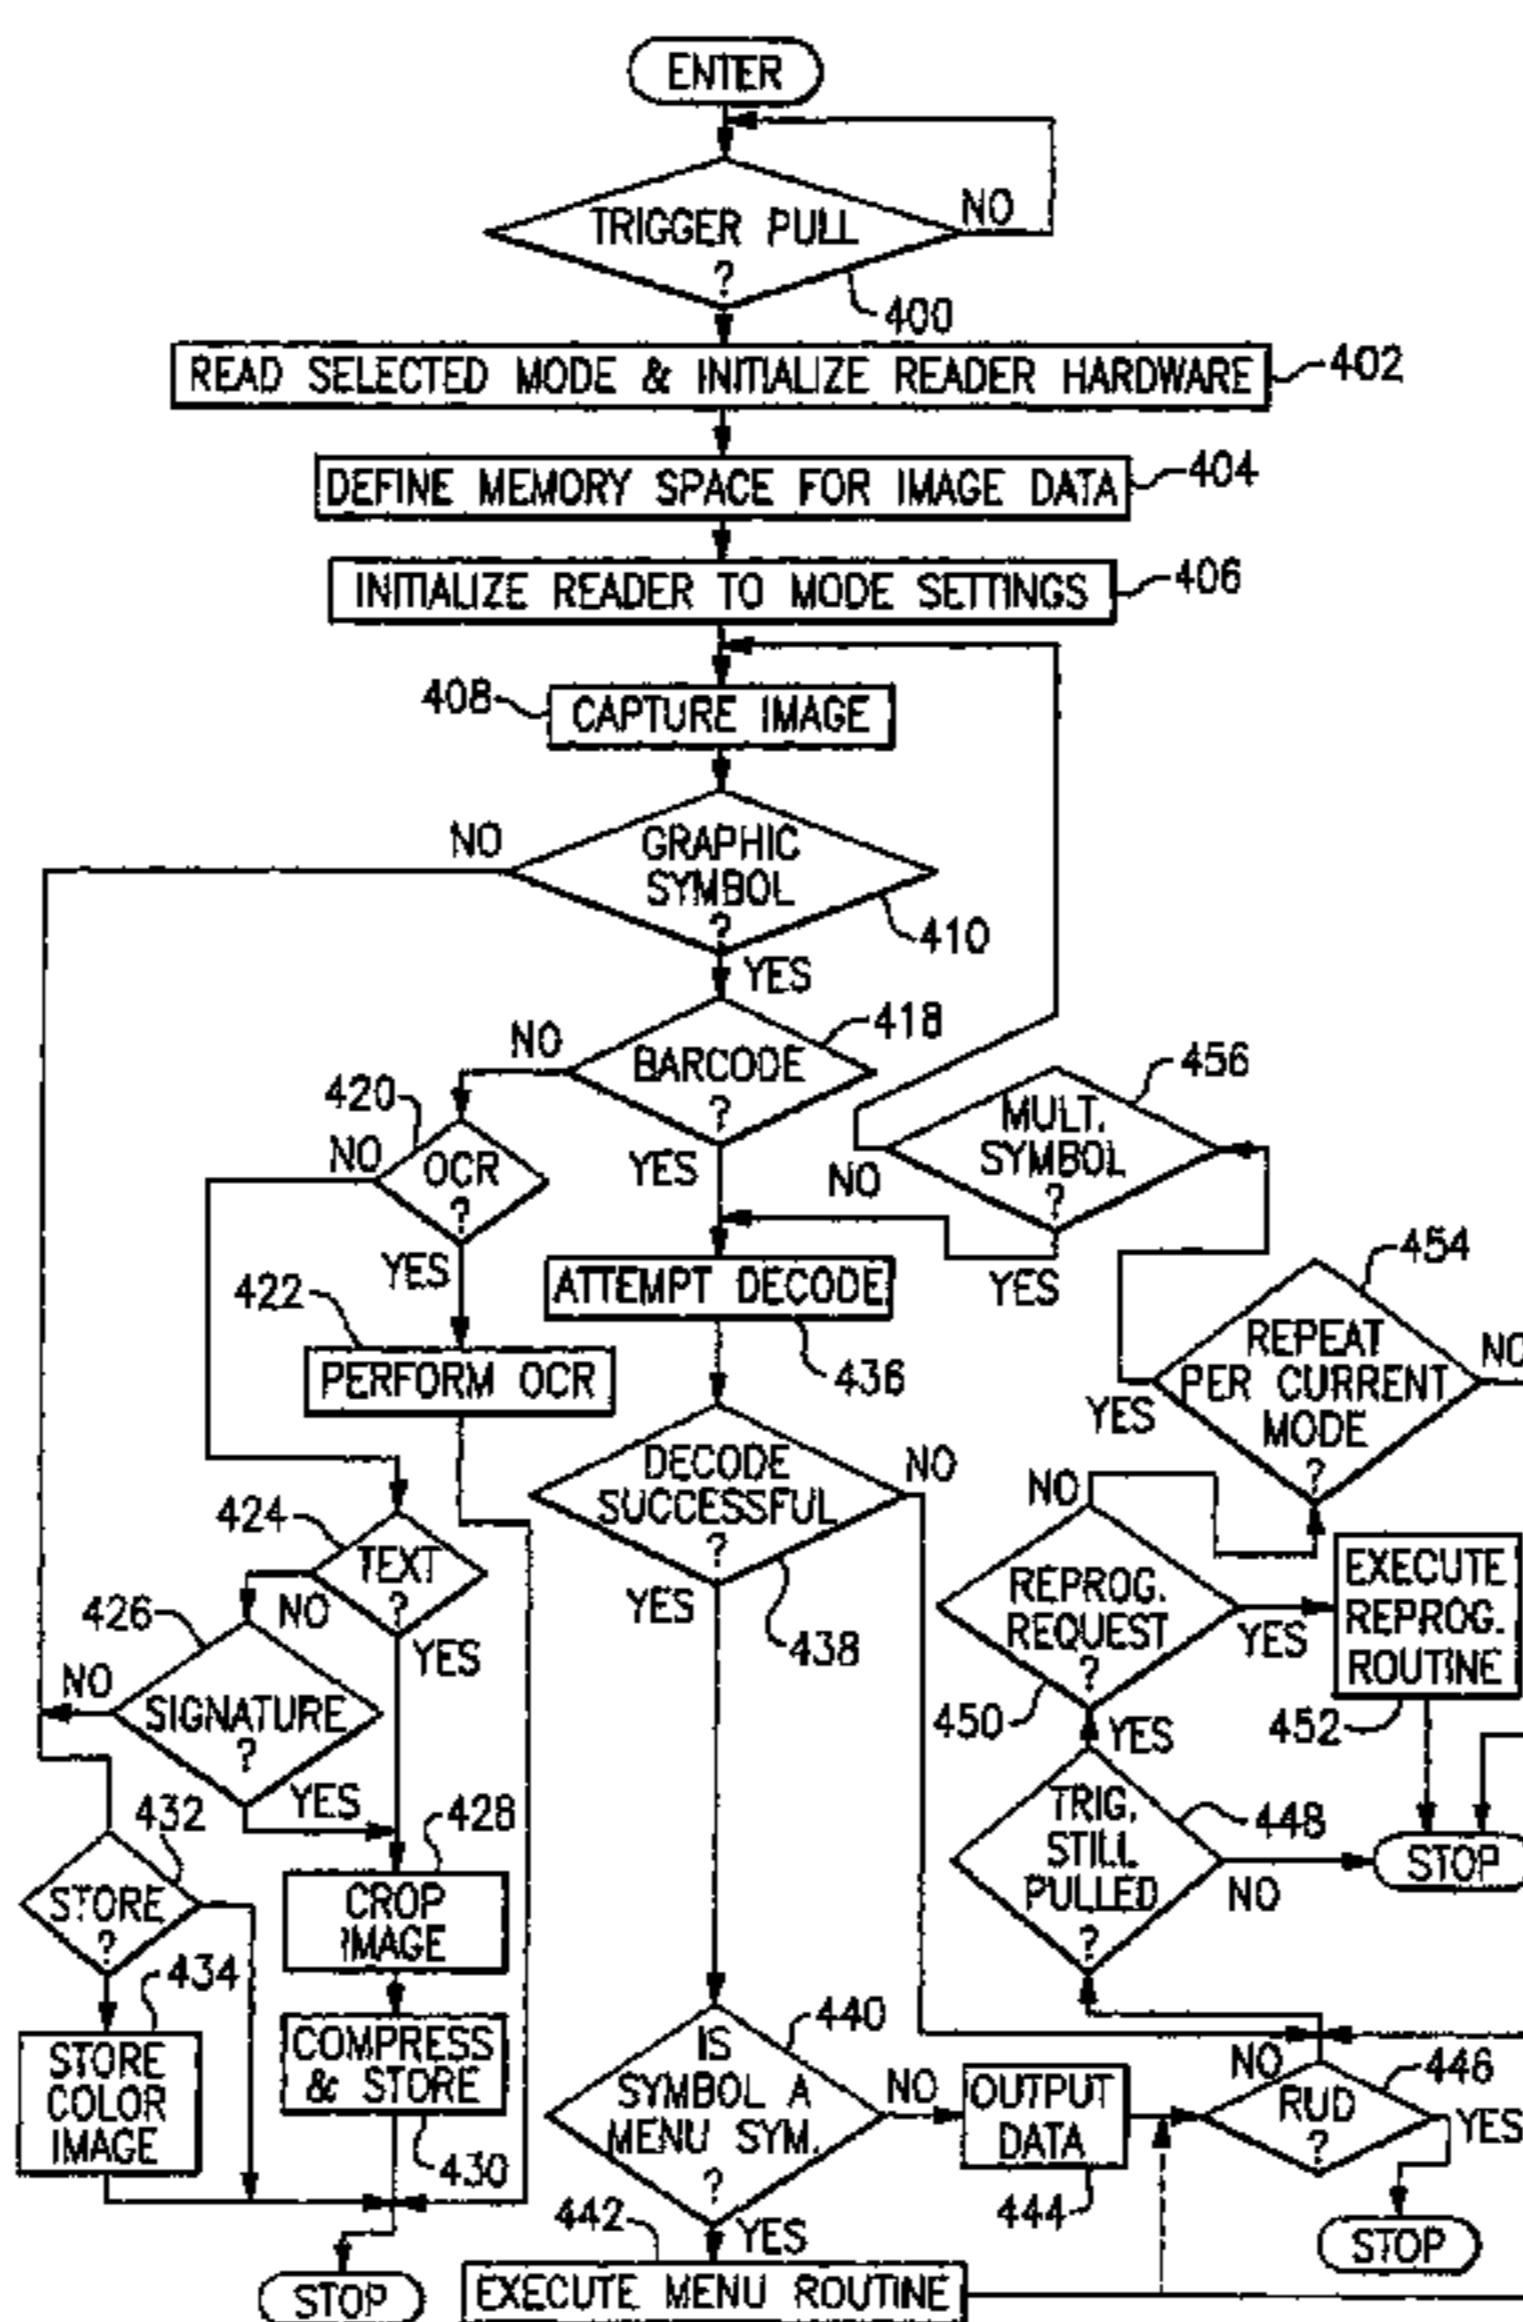 ENTER
TRIGGER PULL
?
NO
400
READ SELECTED MODE & INITIALIZE READER HARDWARE
402
DEFINE MEMORY SPACE FOR IMAGE DATA
404
INITIALIZE READER TO MODE SETTINGS
406
408
CAPTURE IMAGE
NO
GRAPHIC
SYMBOL
?
410
YES
NO
BARCODE
?
418
YES
420
NO
OCR
?
YES
422
PERFORM OCR
456
MULT.
SYMBOL
?
NO
YES
ATTEMPT DECODE
436
454
REPEAT
PER CURRENT
MODE
?
NO
YES
DECODE
SUCCESSFUL
?
NO
YES
438
424
TEXT
?
NO
YES
426
NO
SIGNATURE
?
YES
NO
REPROG.
REQUEST
?
YES
450
EXECUTE
REPROG.
ROUTINE
452
YES
TRIG.
STILL
PULLED
?
448
NO
STOP
432
STORE
?
428
CROP
IMAGE
434
STORE
COLOR
IMAGE
COMPRESS
& STORE
430
STOP
440
IS
SYMBOL A
MENU SYM.
?
NO
YES
OUTPUT
DATA
444
NO
RUD
?
446
YES
STOP
442
EXECUTE MENU ROUTINE